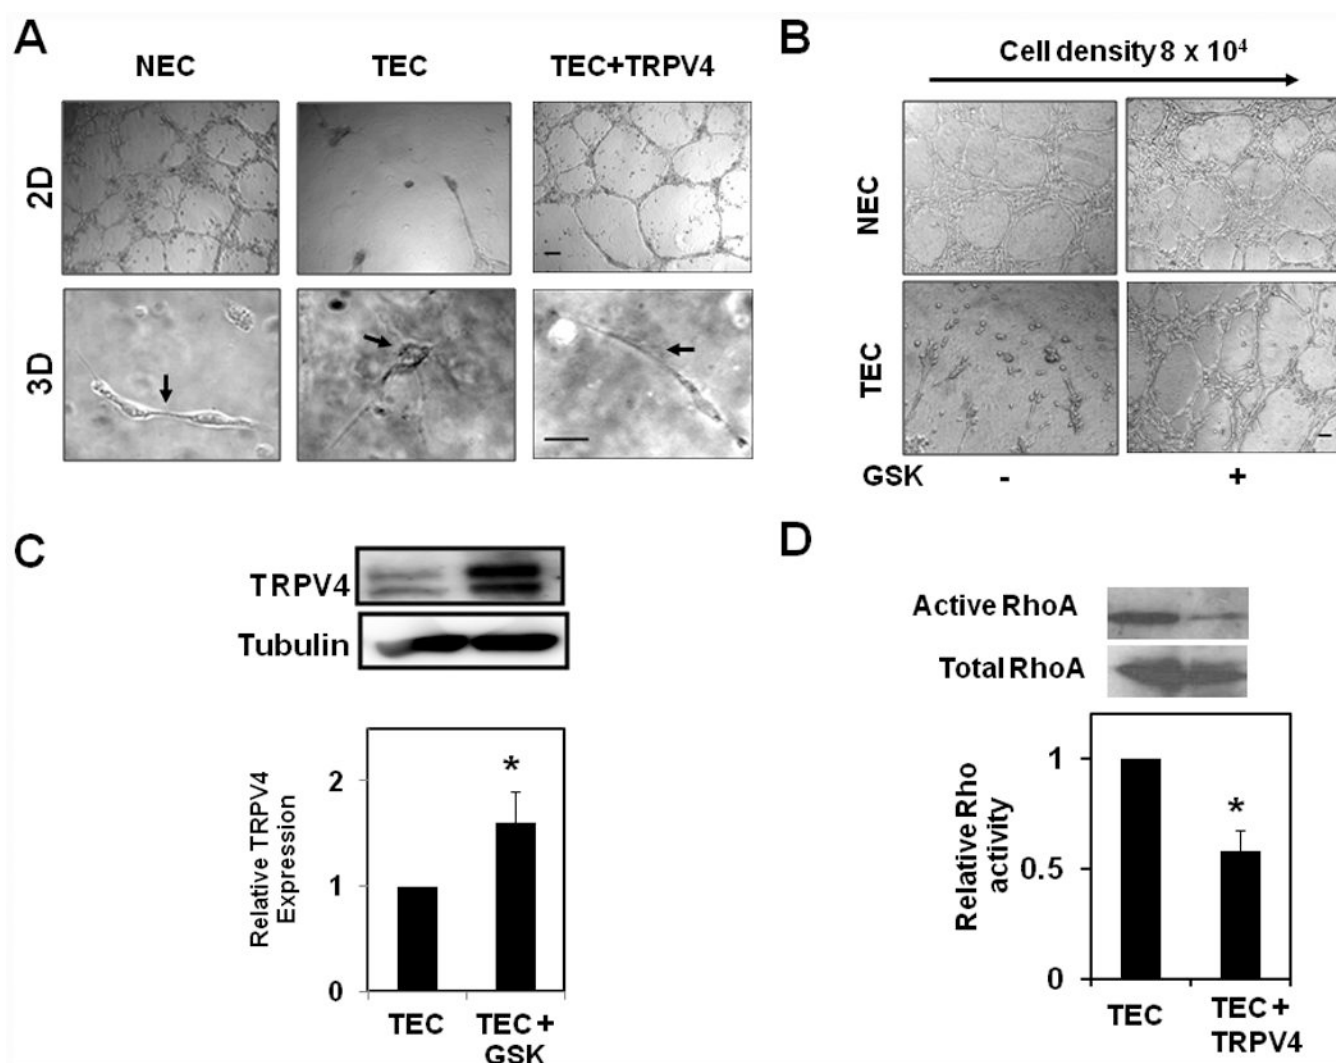 A
NEC
TEC
TEC+TRPV4
2D
3D
B
Cell density 8 x 10⁴
NEC
TEC
GSK
-
+
C
TRPV4
Tubulin
Relative TRPV4
Expression
2
1
0
*
TEC
TEC +
GSK
D
Active RhoA
Total RhoA
Relative Rho
activity
1
0.5
0
*
TEC
TEC +
TRPV4